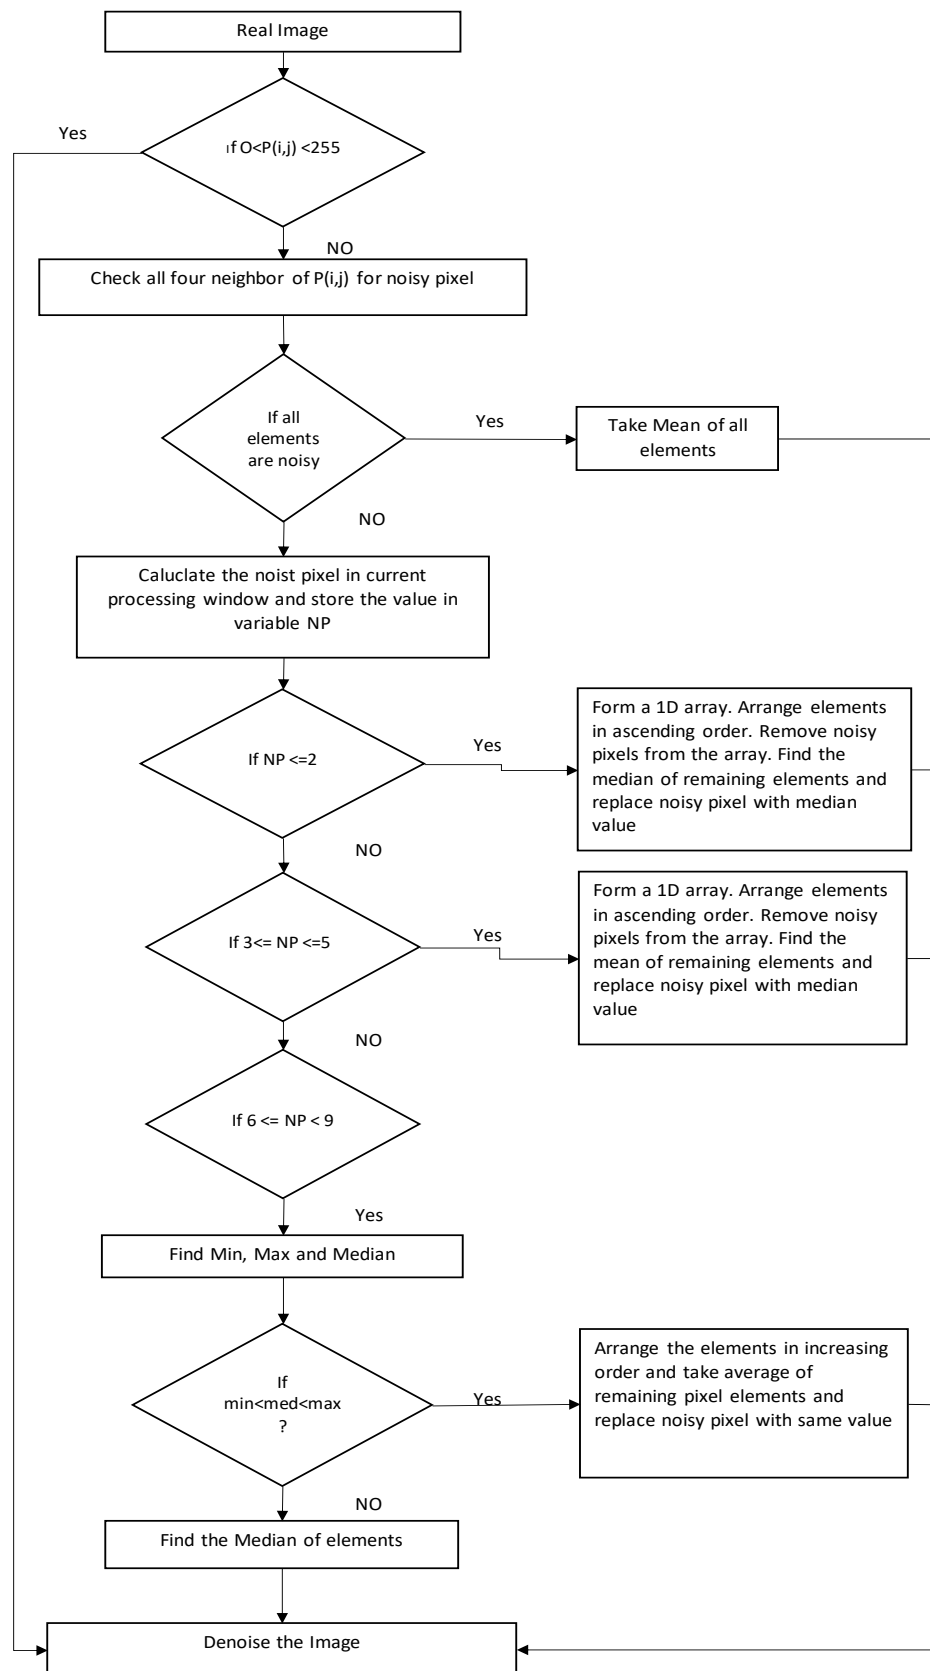 Real Image
Yes
If O<P(i,j) <255
NO
Check all four neighbor of P(i,j) for noisy pixel
If all
elements
are noisy
Yes
Take Mean of all
elements
NO
Caluclate the noist pixel in current
processing window and store the value in
variable NP
If NP <=2
Yes
Form a 1D array. Arrange elements
in ascending order. Remove noisy
pixels from the array. Find the
median of remaining elements and
replace noisy pixel with median
value
NO
If 3<= NP <=5
Yes
Form a 1D array. Arrange elements
in ascending order. Remove noisy
pixels from the array. Find the
mean of remaining elements and
replace noisy pixel with median
value
NO
If 6 <= NP < 9
Yes
Find Min, Max and Median
If
min<med<max
?
Yes
Arrange the elements in increasing
order and take average of
remaining pixel elements and
replace noisy pixel with same value
NO
Find the Median of elements
Denoise the Image